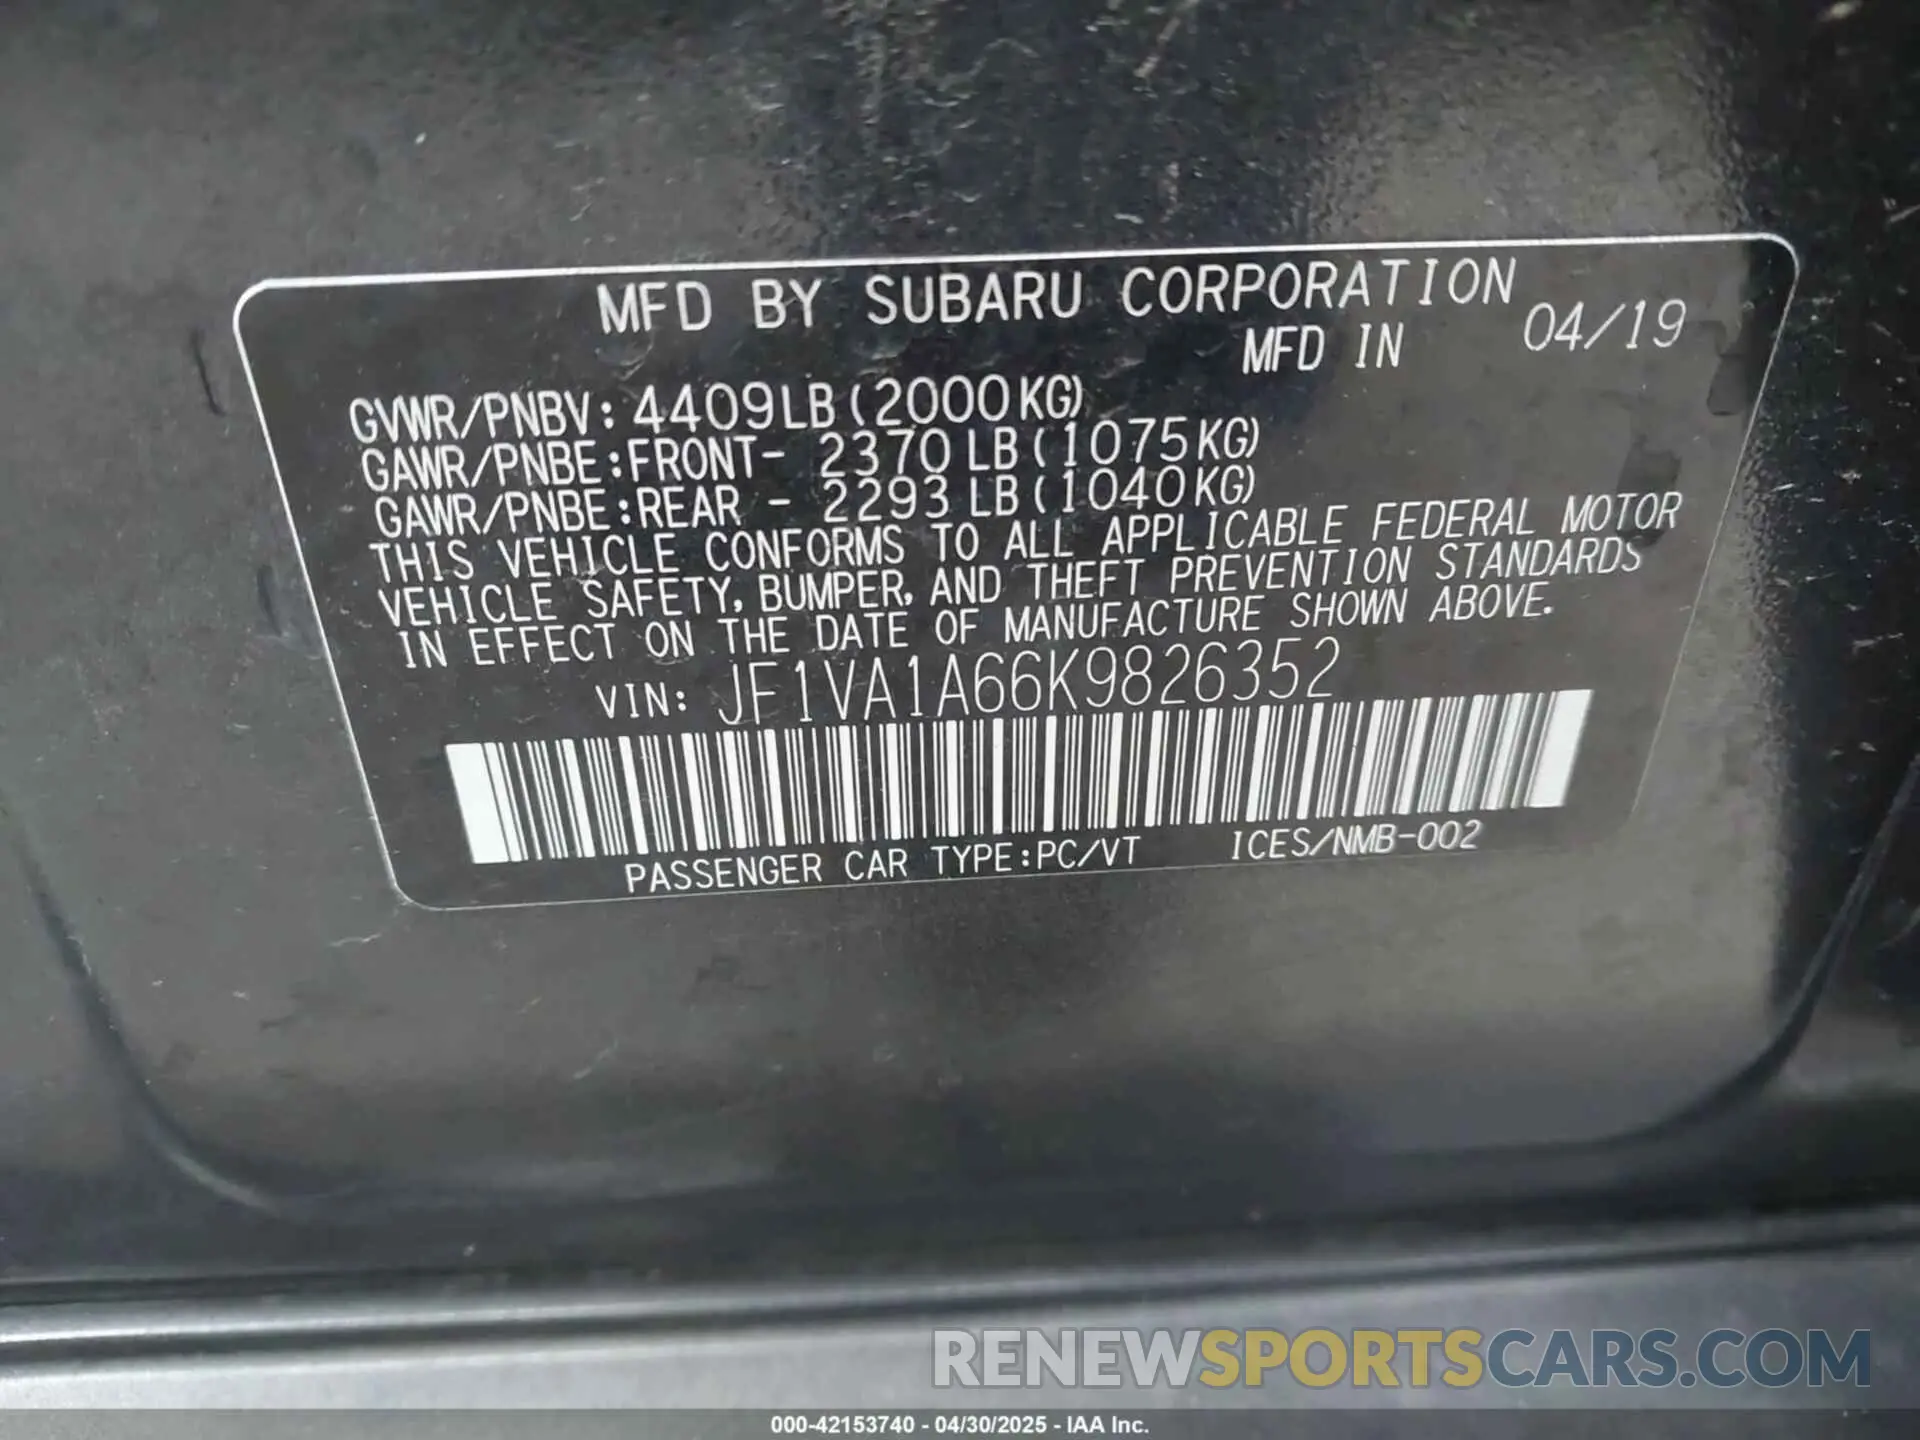 MFD BY SUBARU CORPORATION
MFD IN 04/19
GVWR/PNBV: 4409LB(2000KG)
GAWR/PNBE:FRONT- 2370LB(1075KG)
GAWR/PNBE:REAR - 2293LB(1040KG)
THIS VEHICLE CONFORMS TO ALL APPLICABLE FEDERAL MOTOR
VEHICLE SAFETY, BUMPER, AND THEFT PREVENTION STANDARDS
IN EFFECT ON THE DATE OF MANUFACTURE SHOWN ABOVE.
VIN: JF1VA1A66K9826352
PASSENGER CAR TYPE:PC/VT ICES/NMB-002
RENEWSPORTSCARS.COM
000-42153740 - 04/30/2025 - IAA Inc.